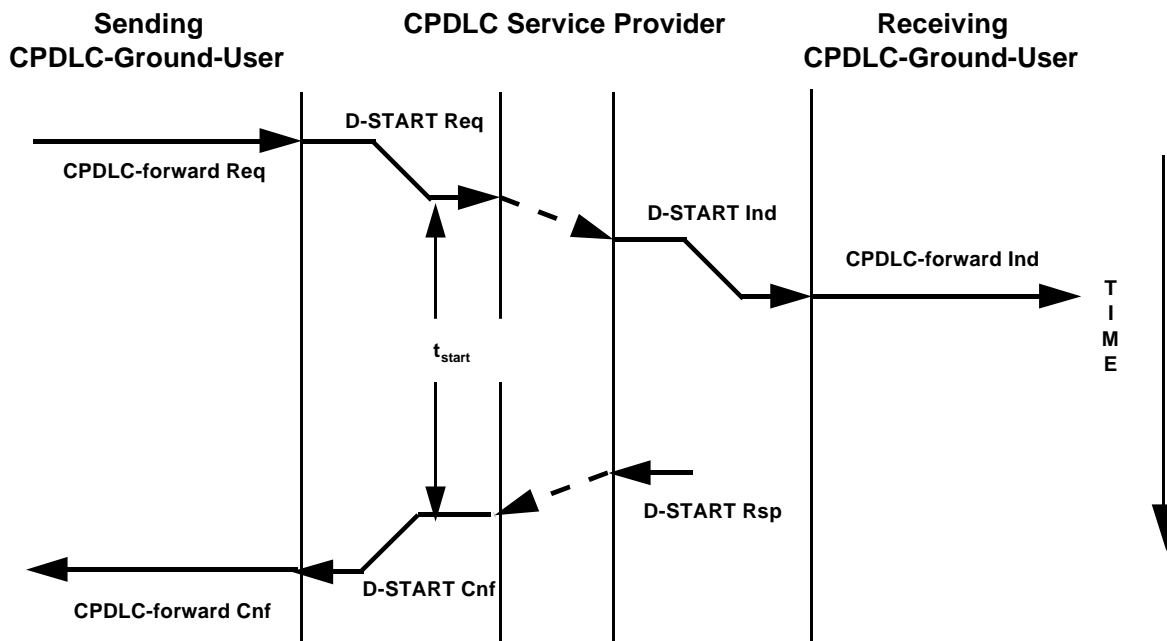 Sending
CPDLC-Ground-User
CPDLC Service Provider
Receiving
CPDLC-Ground-User
D-START Req
CPDLC-forward Req
D-START Ind
CPDLC-forward Ind
T
I
M
E
tstart
D-START Rsp
D-START Cnf
CPDLC-forward Cnf